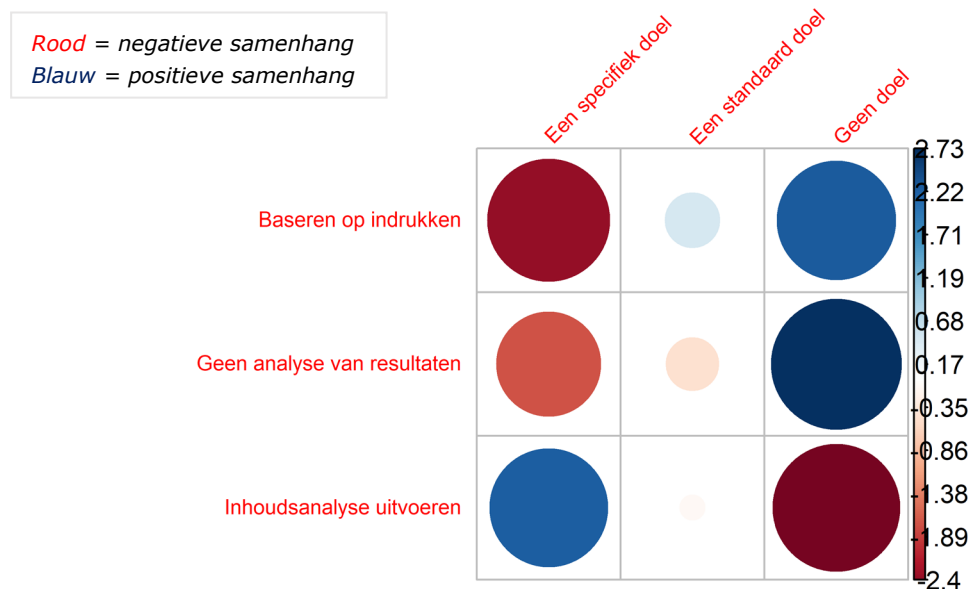 Rood = negatieve samenhang
Blauw = positieve samenhang
Een specifiek doel
Een standaard doel
Geen doel
Baseren op indrukken
Geen analyse van resultaten
Inhoudsanalyse uitvoeren
2.73
2.22
1.71
1.19
0.68
0.17
-0.35
-0.86
-1.38
-1.89
-2.4